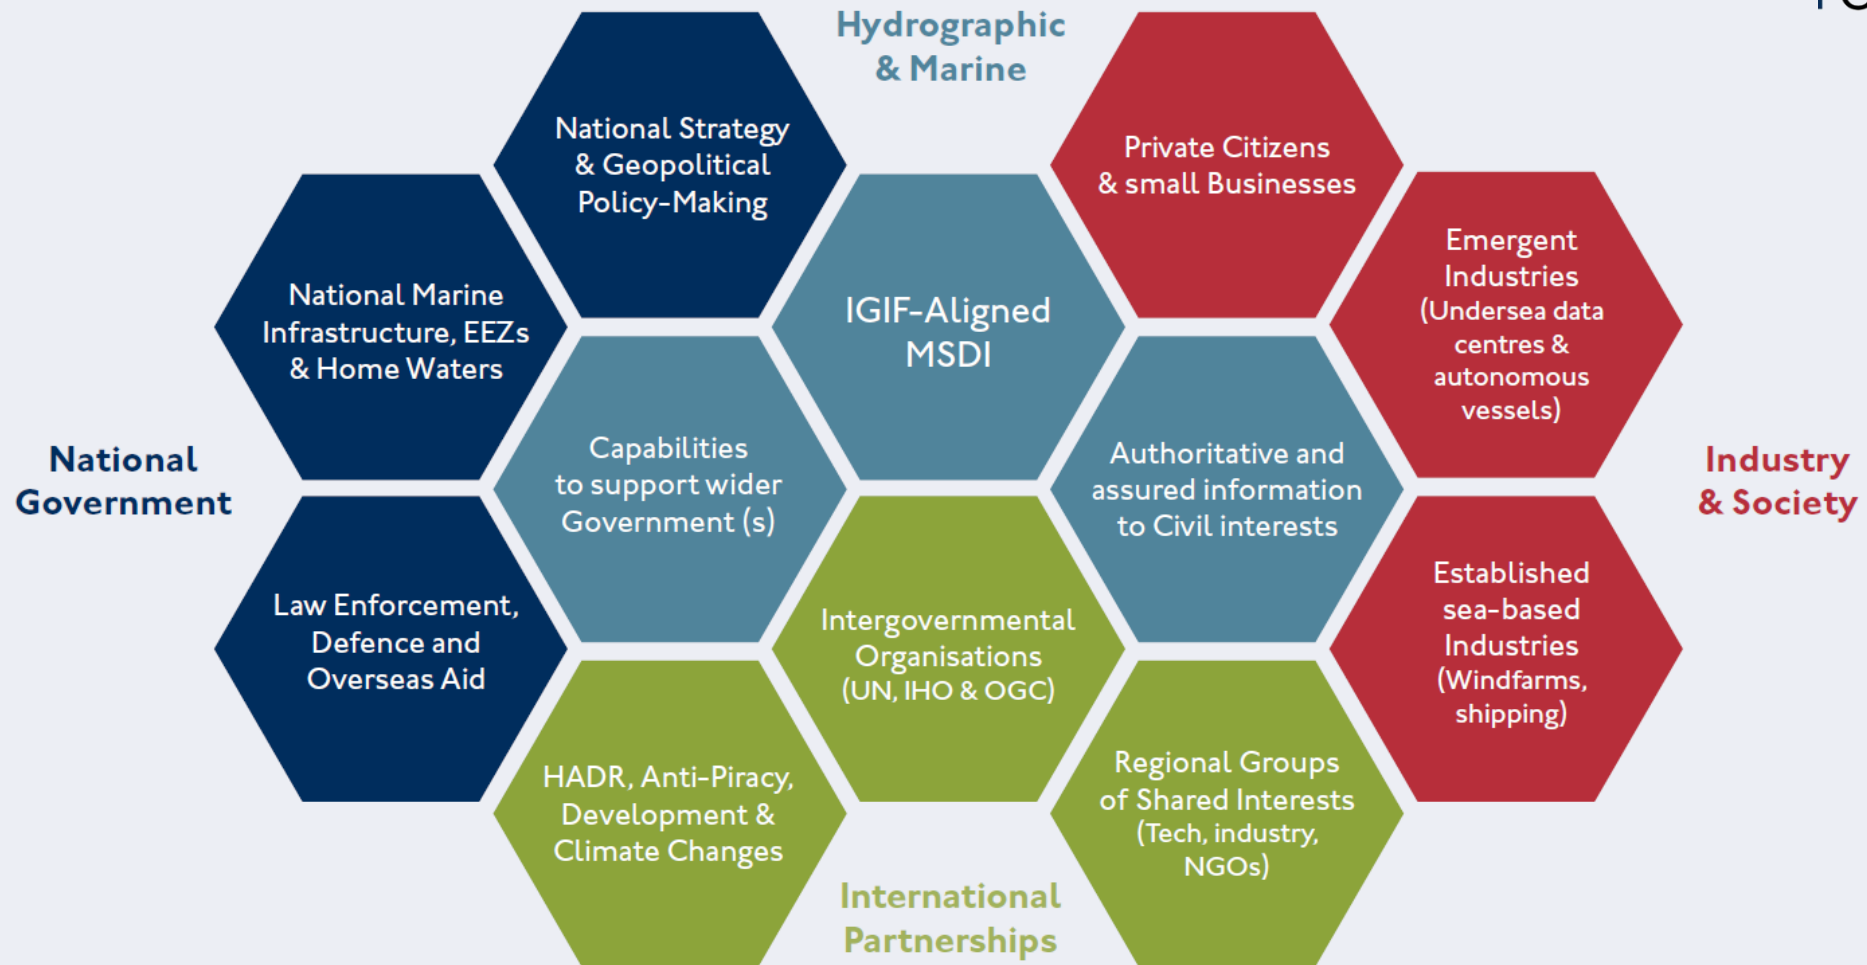 Hydrographic
& Marine
National Strategy
& Geopolitical
Policy-Making
Private Citizens
& small Businesses
National Marine
Infrastructure, EEZs
& Home Waters
IGIF-Aligned
MSDI
Emergent
Industries
(Undersea data
centres &
autonomous
vessels)
National
Government
Capabilities
to support wider
Government (s)
Authoritative and
assured information
to Civil interests
Industry
& Society
Law Enforcement,
Defence and
Overseas Aid
Intergovernmental
Organisations
(UN, IHO & OGC)
Established
sea-based
Industries
(Windfarms,
shipping)
HADR, Anti-Piracy,
Development &
Climate Changes
Regional Groups
of Shared Interests
(Tech, industry,
NGOs)
International
Partnerships